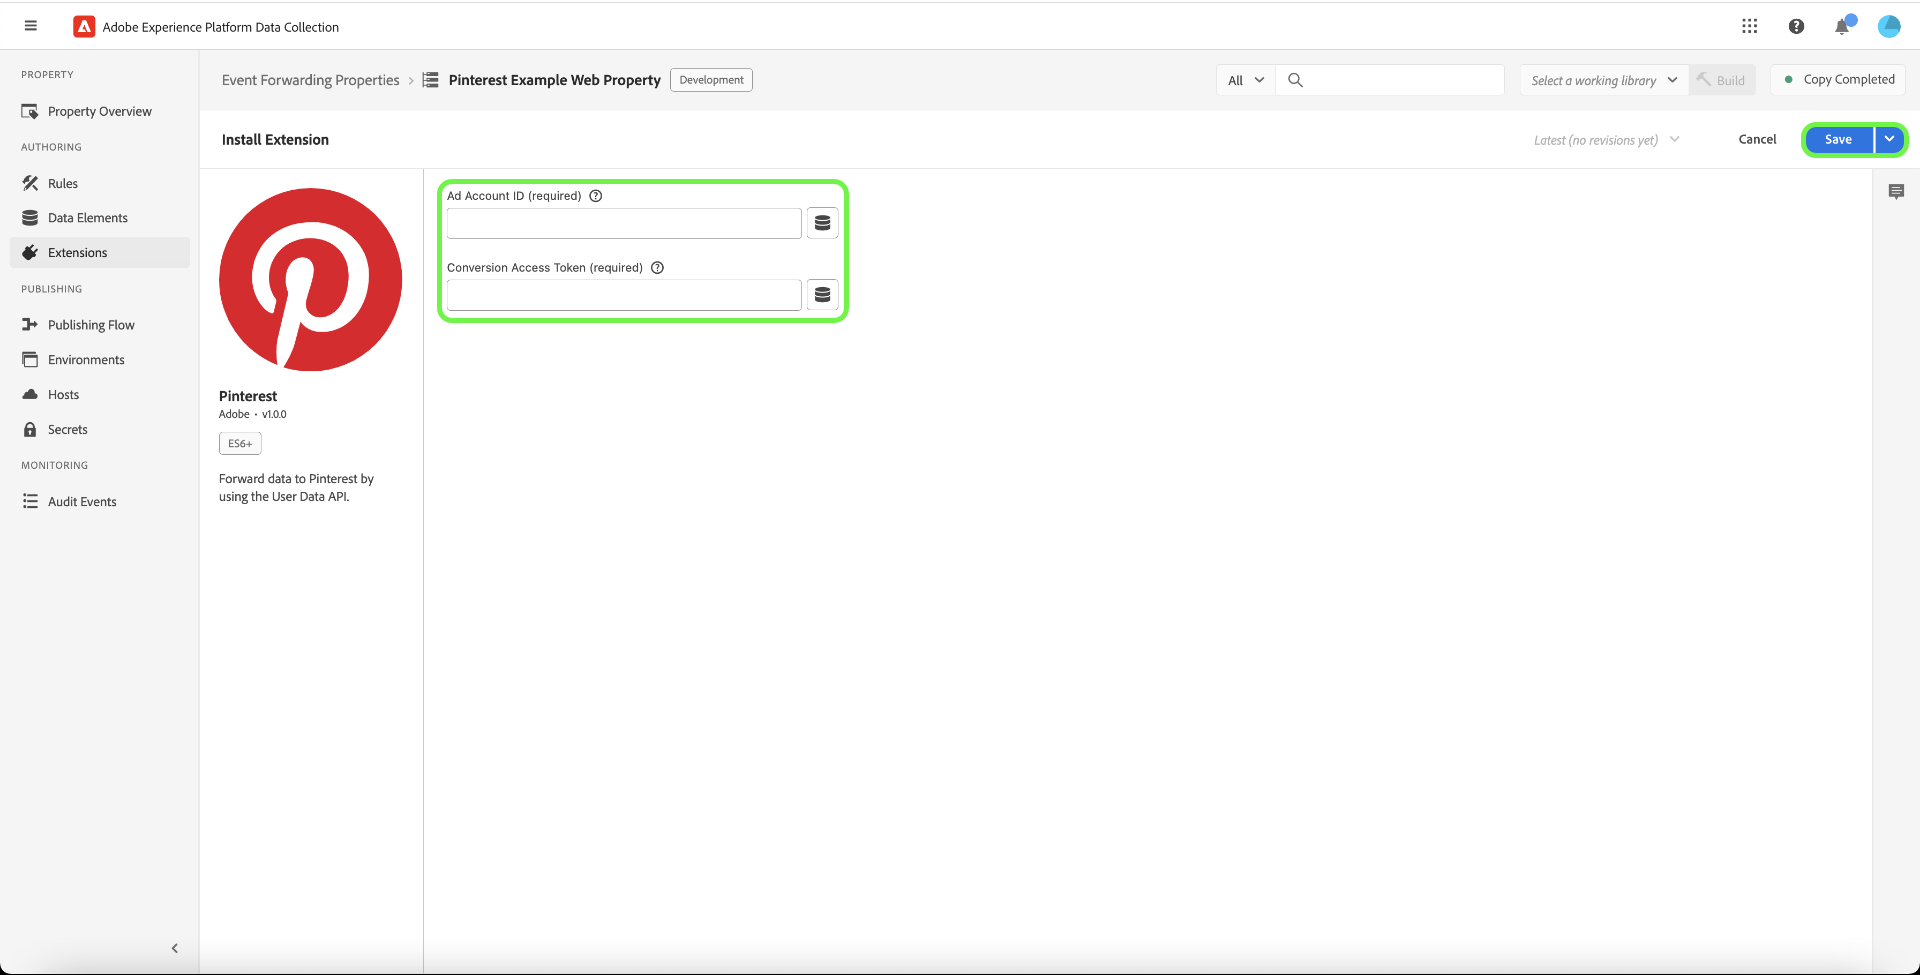 Adobe Experience Platform Data Collection
PROPERTY
Property Overview
AUTHORING
Rules
Data Elements
Extensions
PUBLISHING
Publishing Flow
Environments
Hosts
Secrets
MONITORING
Audit Events
Event Forwarding Properties > Pinterest Example Web Property Development
All
Select a working library
Build
Copy Completed
Install Extension
Latest (no revisions yet)
Cancel
Save
Pinterest
Adobe · v1.0.0
ES6+
Forward data to Pinterest by
using the User Data API.
Ad Account ID (required)
Conversion Access Token (required)